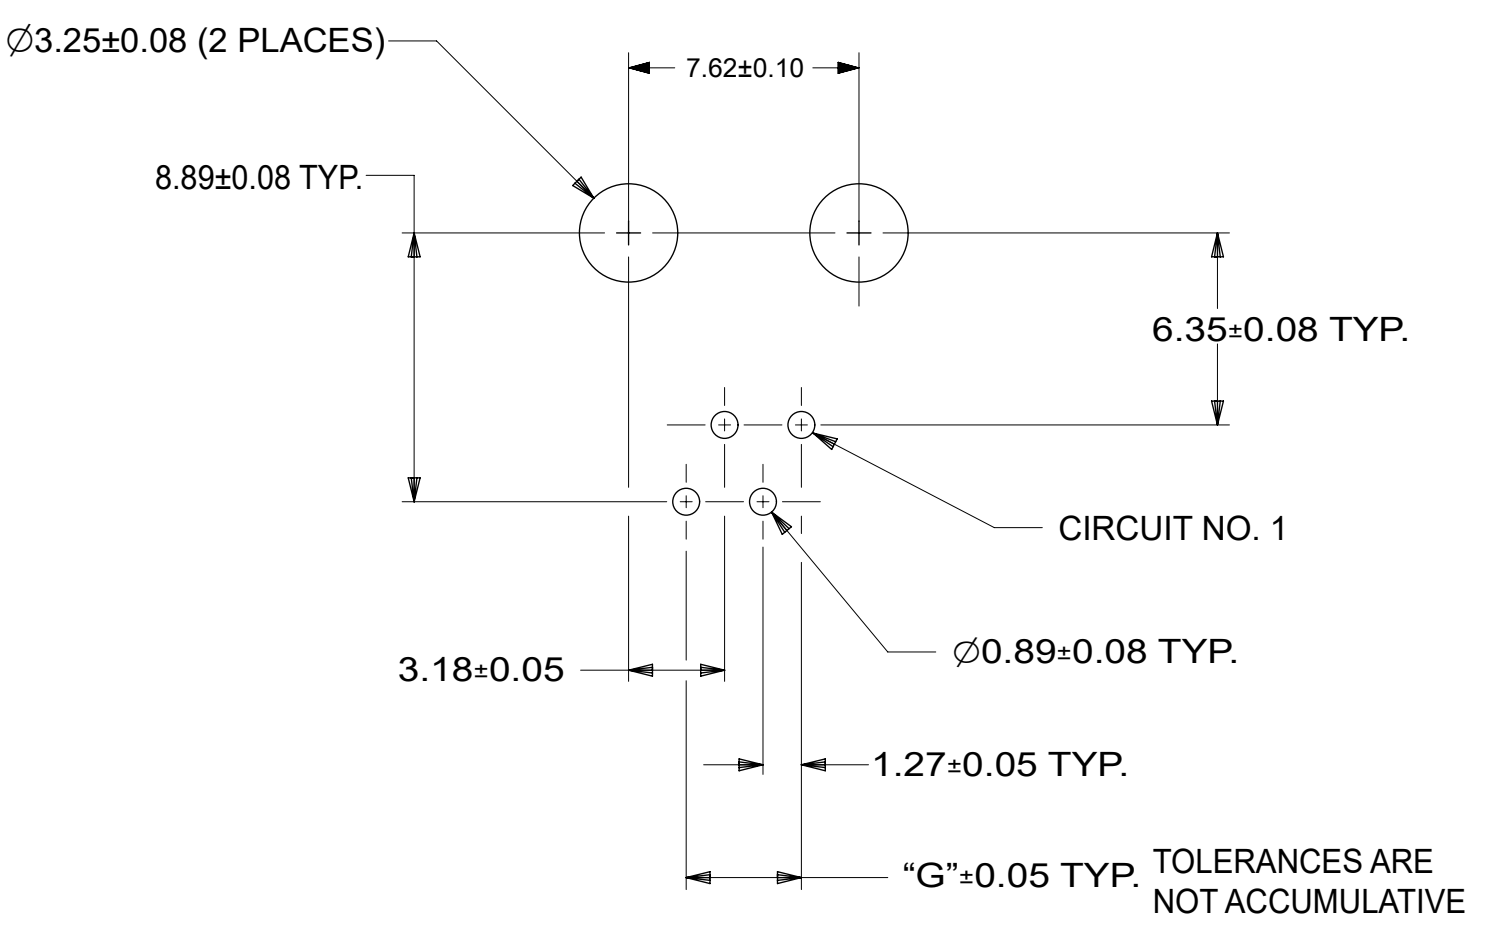 ∅3.25±0.08 (2 PLACES)
7.62±0.10
8.89±0.08 TYP.
6.35±0.08 TYP.
CIRCUIT NO. 1
∅0.89±0.08 TYP.
3.18±0.05
1.27±0.05 TYP.
“G”±0.05 TYP.
TOLERANCES ARE
NOT ACCUMULATIVE